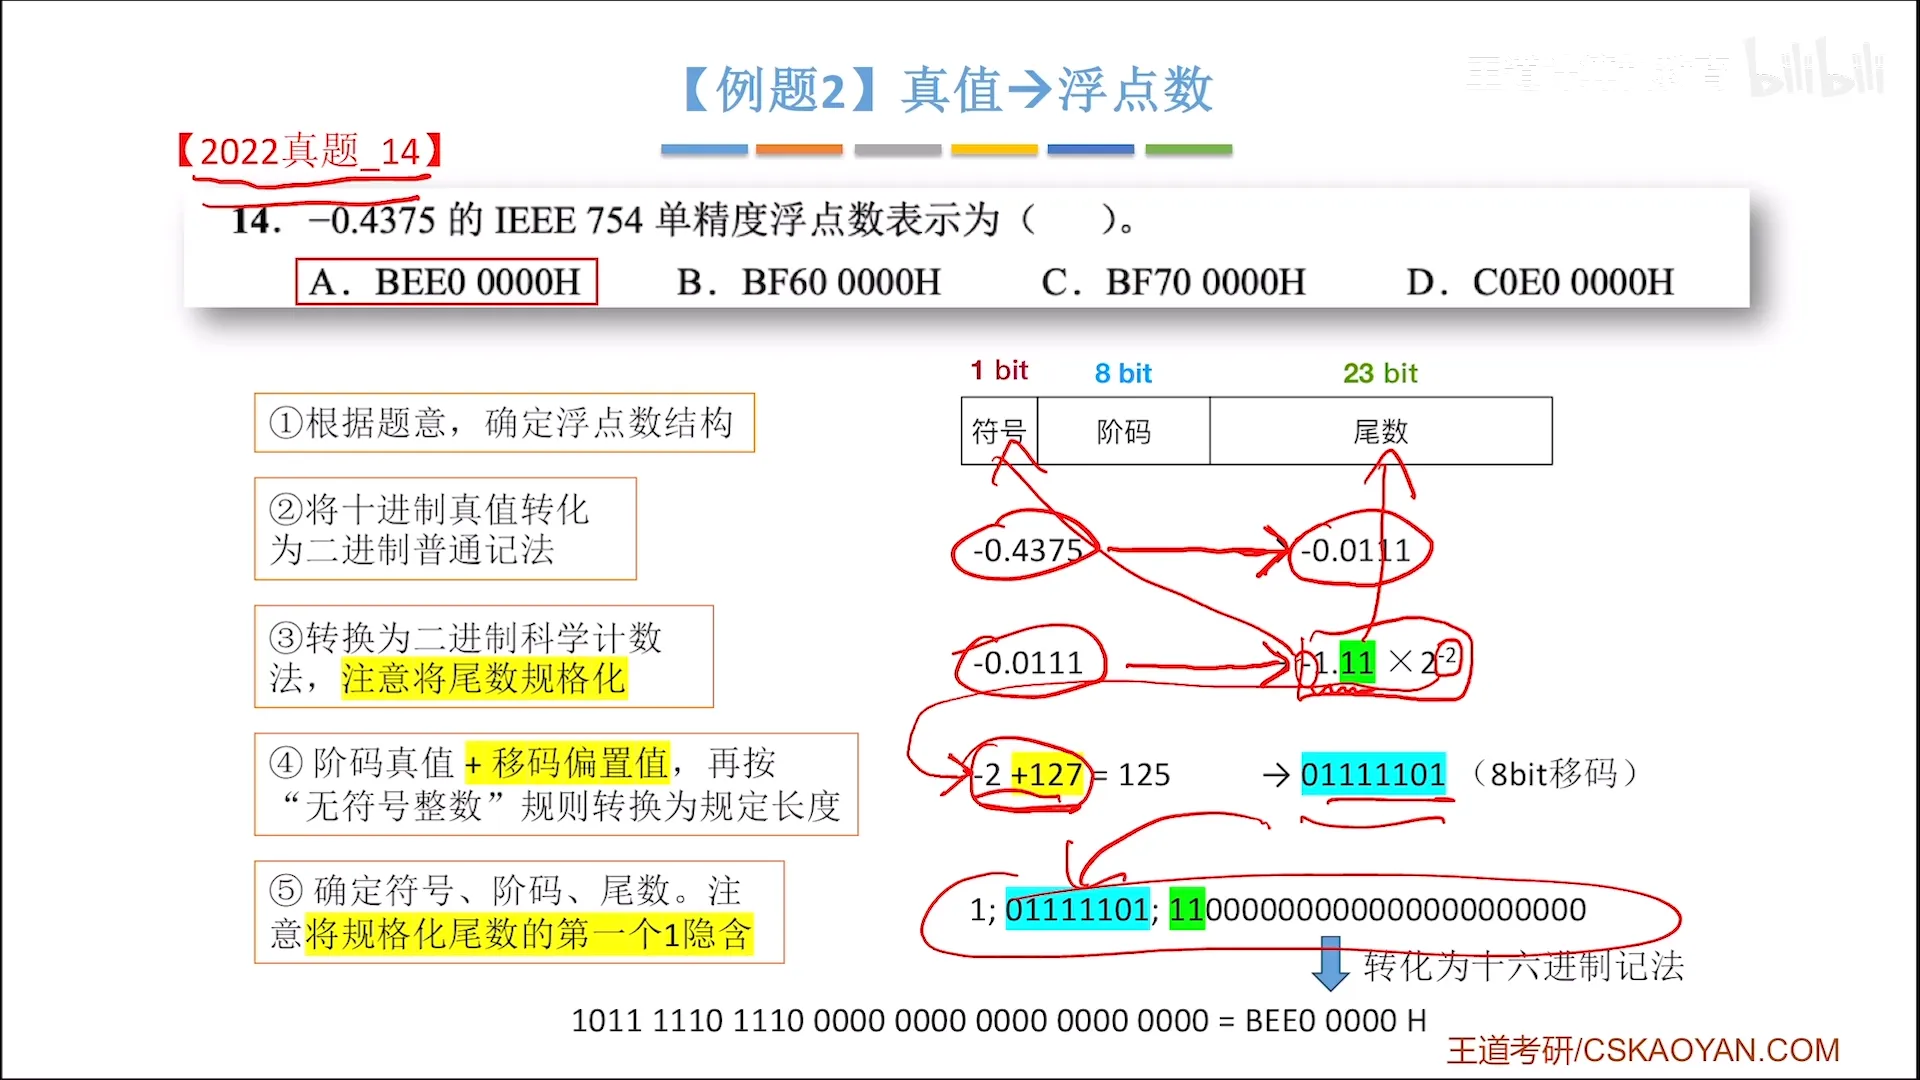 【例题2】真值→浮点数
bilibili
【2022真题_14】
14. −0.4375 的 IEEE 754 单精度浮点数表示为（　　）。
A. BEE0 0000H　B. BF60 0000H　C. BF70 0000H　D. C0E0 0000H
1 bit　8 bit　23 bit
符号　阶码　尾数
①根据题意，确定浮点数结构
②将十进制真值转化
为二进制普通记法
-0.4375　-0.0111
③转换为二进制科学计数
法，注意将尾数规格化
-0.0111　-1.11 ×2^-2
④ 阶码真值 + 移码偏置值，再按
“无符号整数”规则转换为规定长度
-2 +127 = 125　→ 01111101（8bit移码）
⑤ 确定符号、阶码、尾数。注
意将规格化尾数的第一个1隐含
1; 01111101; 11000000000000000000000
转化为十六进制记法
1011 1110 1110 0000 0000 0000 0000 0000 = BEE0 0000 H
王道考研/CSKAOYAN.COM